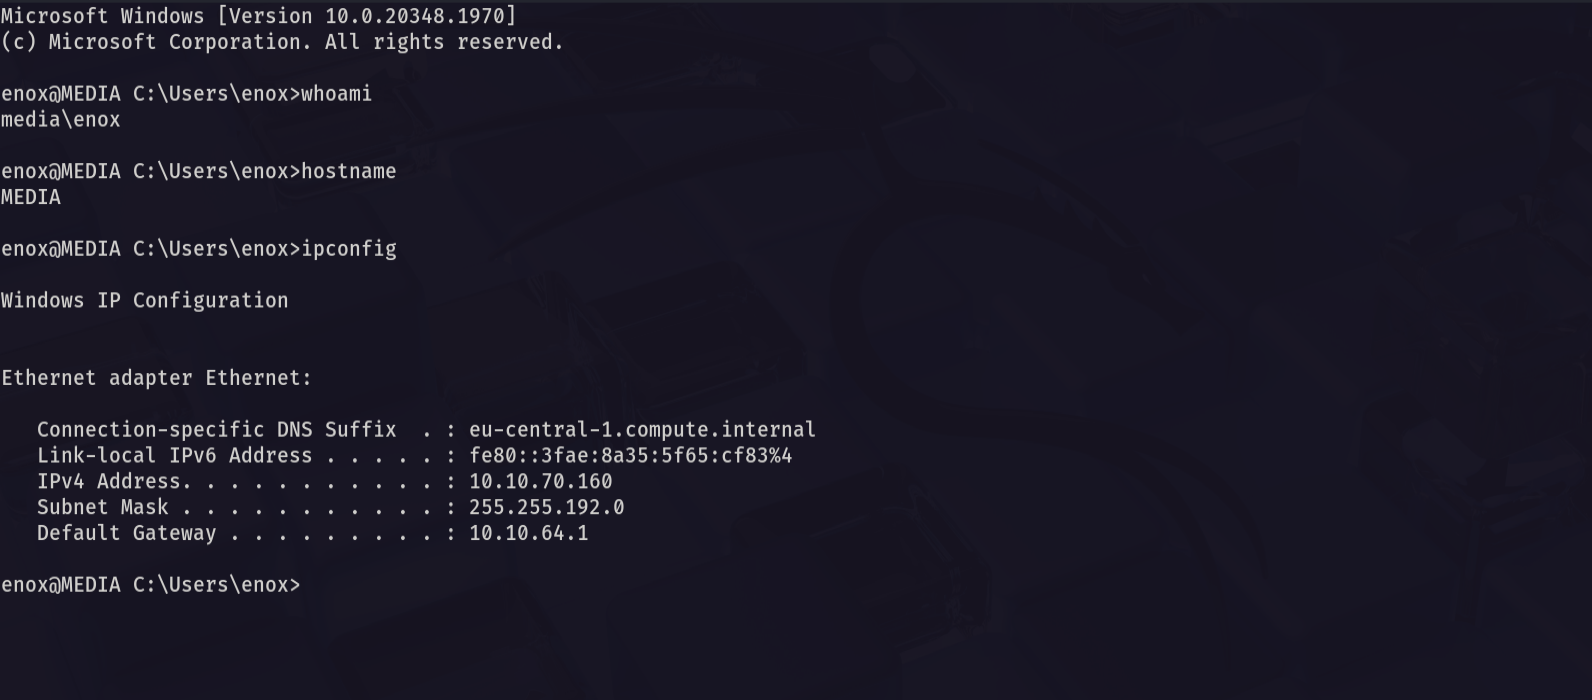 Microsoft Windows [Version 10.0.20348.1970]
(c) Microsoft Corporation. All rights reserved.
enox@MEDIA C:\Users\enox>whoami
media\enox
enox@MEDIA C:\Users\enox>hostname
MEDIA
enox@MEDIA C:\Users\enox>ipconfig
Windows IP Configuration
Ethernet adapter Ethernet:
   Connection-specific DNS Suffix  . : eu-central-1.compute.internal
   Link-local IPv6 Address . . . . . : fe80::3fae:8a35:5f65:cf83%4
   IPv4 Address. . . . . . . . . . . : 10.10.70.160
   Subnet Mask . . . . . . . . . . . : 255.255.192.0
   Default Gateway . . . . . . . . . : 10.10.64.1
enox@MEDIA C:\Users\enox>